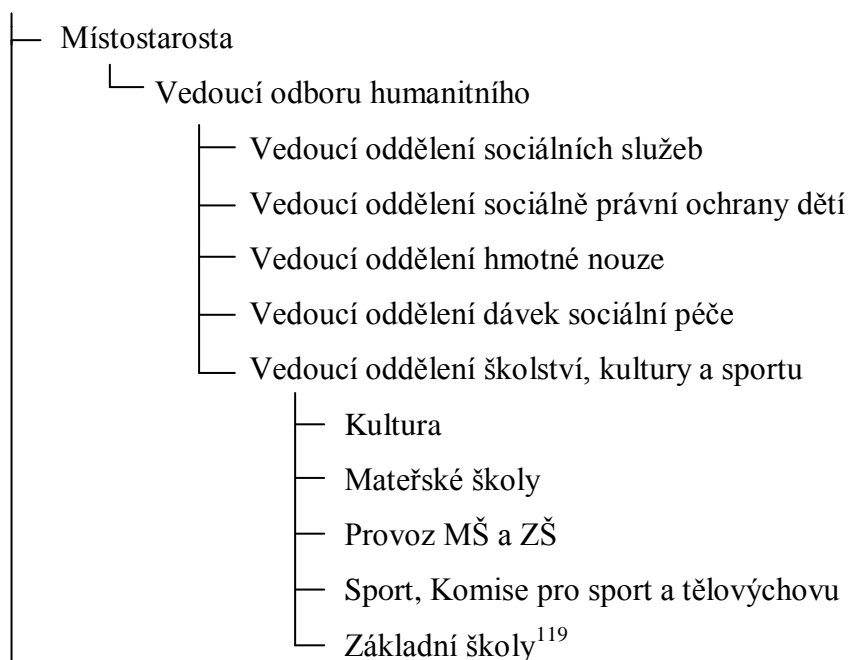 Místostarosta
Vedoucí odboru humanitního
Vedoucí oddělení sociálních služeb
Vedoucí oddělení sociálně právní ochrany dětí
Vedoucí oddělení hmotné nouze
Vedoucí oddělení dávek sociální péče
Vedoucí oddělení školství, kultury a sportu
Kultura
Mateřské školy
Provoz MŠ a ZŠ
Sport, Komise pro sport a tělovýchovu
Základní školy¹¹⁹